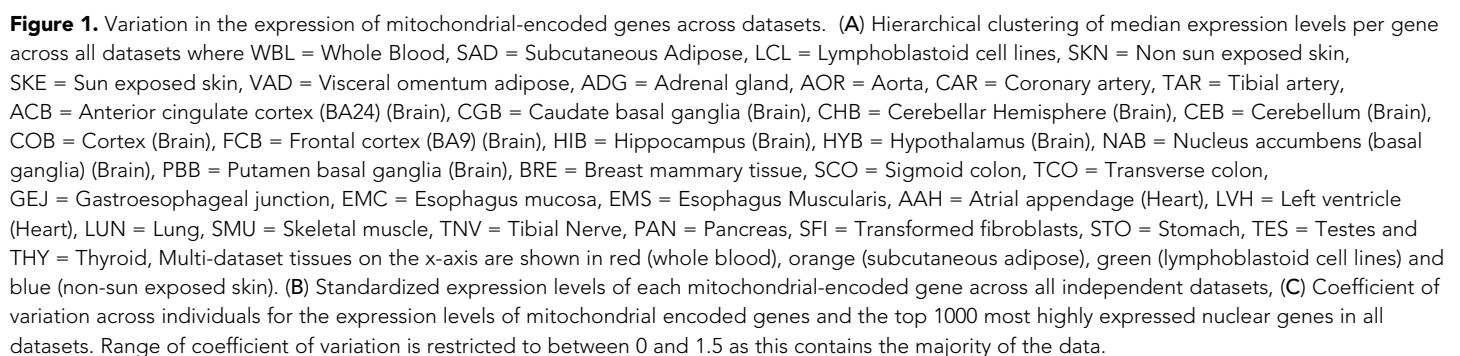 Figure 1. Variation in the expression of mitochondrial-encoded genes across datasets. (A) Hierarchical clustering of median expression levels per gene
across all datasets where WBL = Whole Blood, SAD = Subcutaneous Adipose, LCL = Lymphoblastoid cell lines, SKN = Non sun exposed skin,
SKE = Sun exposed skin, VAD = Visceral omentum adipose, ADG = Adrenal gland, AOR = Aorta, CAR = Coronary artery, TAR = Tibial artery,
ACB = Anterior cingulate cortex (BA24) (Brain), CGB = Caudate basal ganglia (Brain), CHB = Cerebellar Hemisphere (Brain), CEB = Cerebellum (Brain),
COB = Cortex (Brain), FCB = Frontal cortex (BA9) (Brain), HIB = Hippocampus (Brain), HYB = Hypothalamus (Brain), NAB = Nucleus accumbens (basal
ganglia) (Brain), PBB = Putamen basal ganglia (Brain), BRE = Breast mammary tissue, SCO = Sigmoid colon, TCO = Transverse colon,
GEJ = Gastroesophageal junction, EMC = Esophagus mucosa, EMS = Esophagus Muscularis, AAH = Atrial appendage (Heart), LVH = Left ventricle
(Heart), LUN = Lung, SMU = Skeletal muscle, TNV = Tibial Nerve, PAN = Pancreas, SFI = Transformed fibroblasts, STO = Stomach, TES = Testes and
THY = Thyroid, Multi-dataset tissues on the x-axis are shown in red (whole blood), orange (subcutaneous adipose), green (lymphoblastoid cell lines) and
blue (non-sun exposed skin). (B) Standardized expression levels of each mitochondrial-encoded gene across all independent datasets, (C) Coefficient of
variation across individuals for the expression levels of mitochondrial encoded genes and the top 1000 most highly expressed nuclear genes in all
datasets. Range of coefficient of variation is restricted to between 0 and 1.5 as this contains the majority of the data.